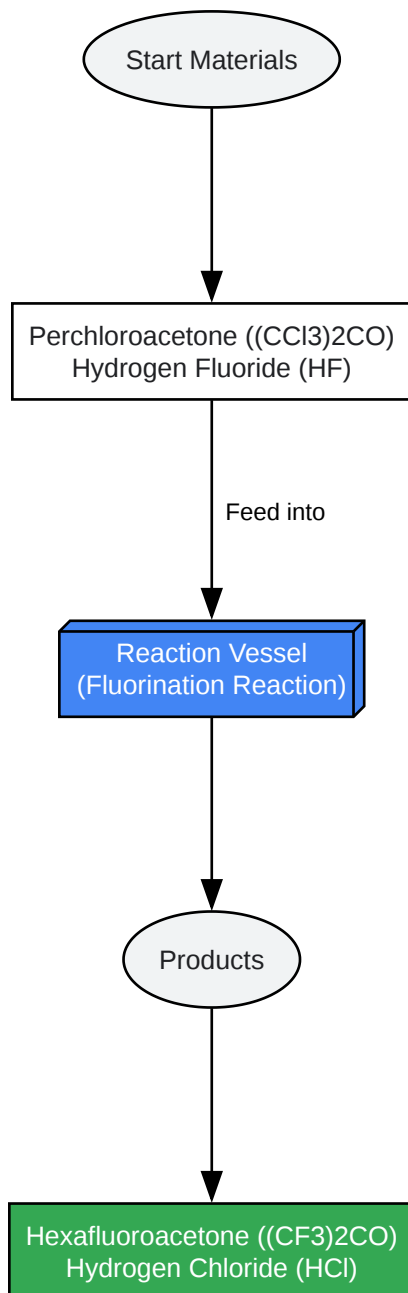 Start Materials
Perchloroacetone ((CCl3)2CO)
Hydrogen Fluoride (HF)
Feed into
Reaction Vessel
(Fluorination Reaction)
Products
Hexafluoroacetone ((CF3)2CO)
Hydrogen Chloride (HCl)